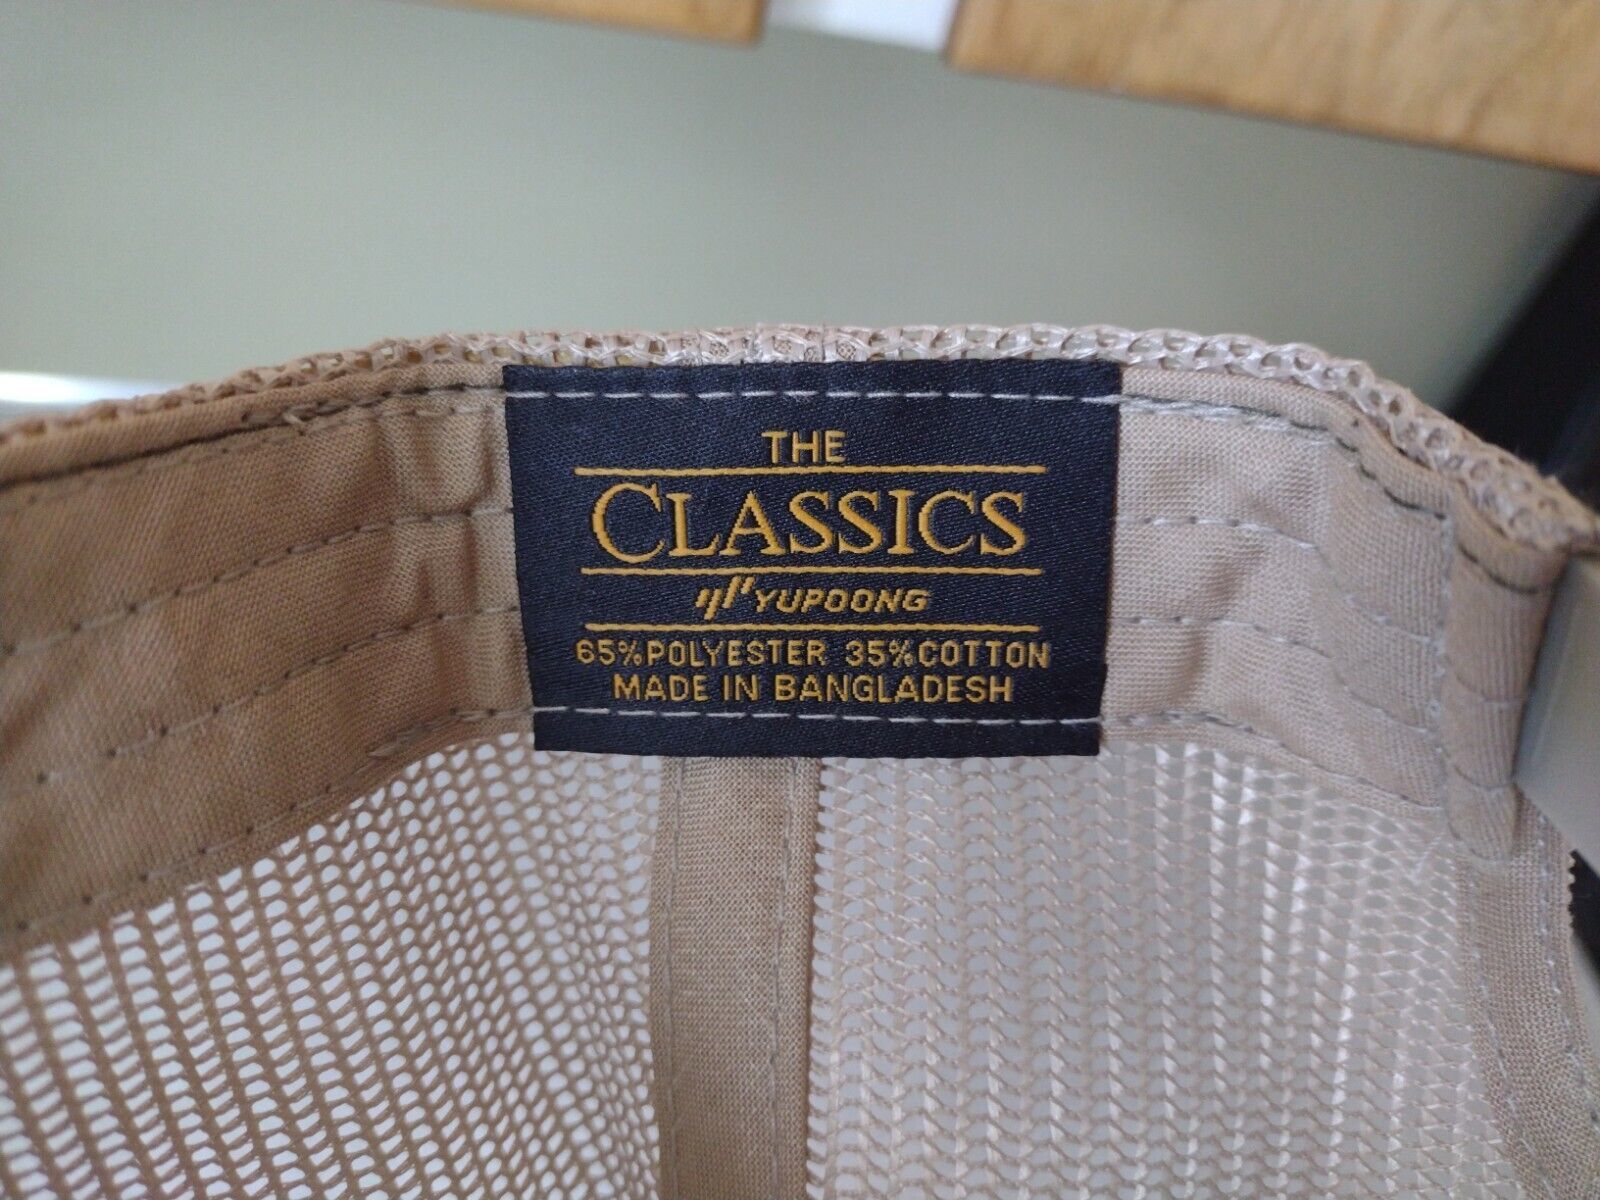 THE
CLASSICS
YUPOONG
65%POLYESTER 35%COTTON
MADE IN BANGLADESH